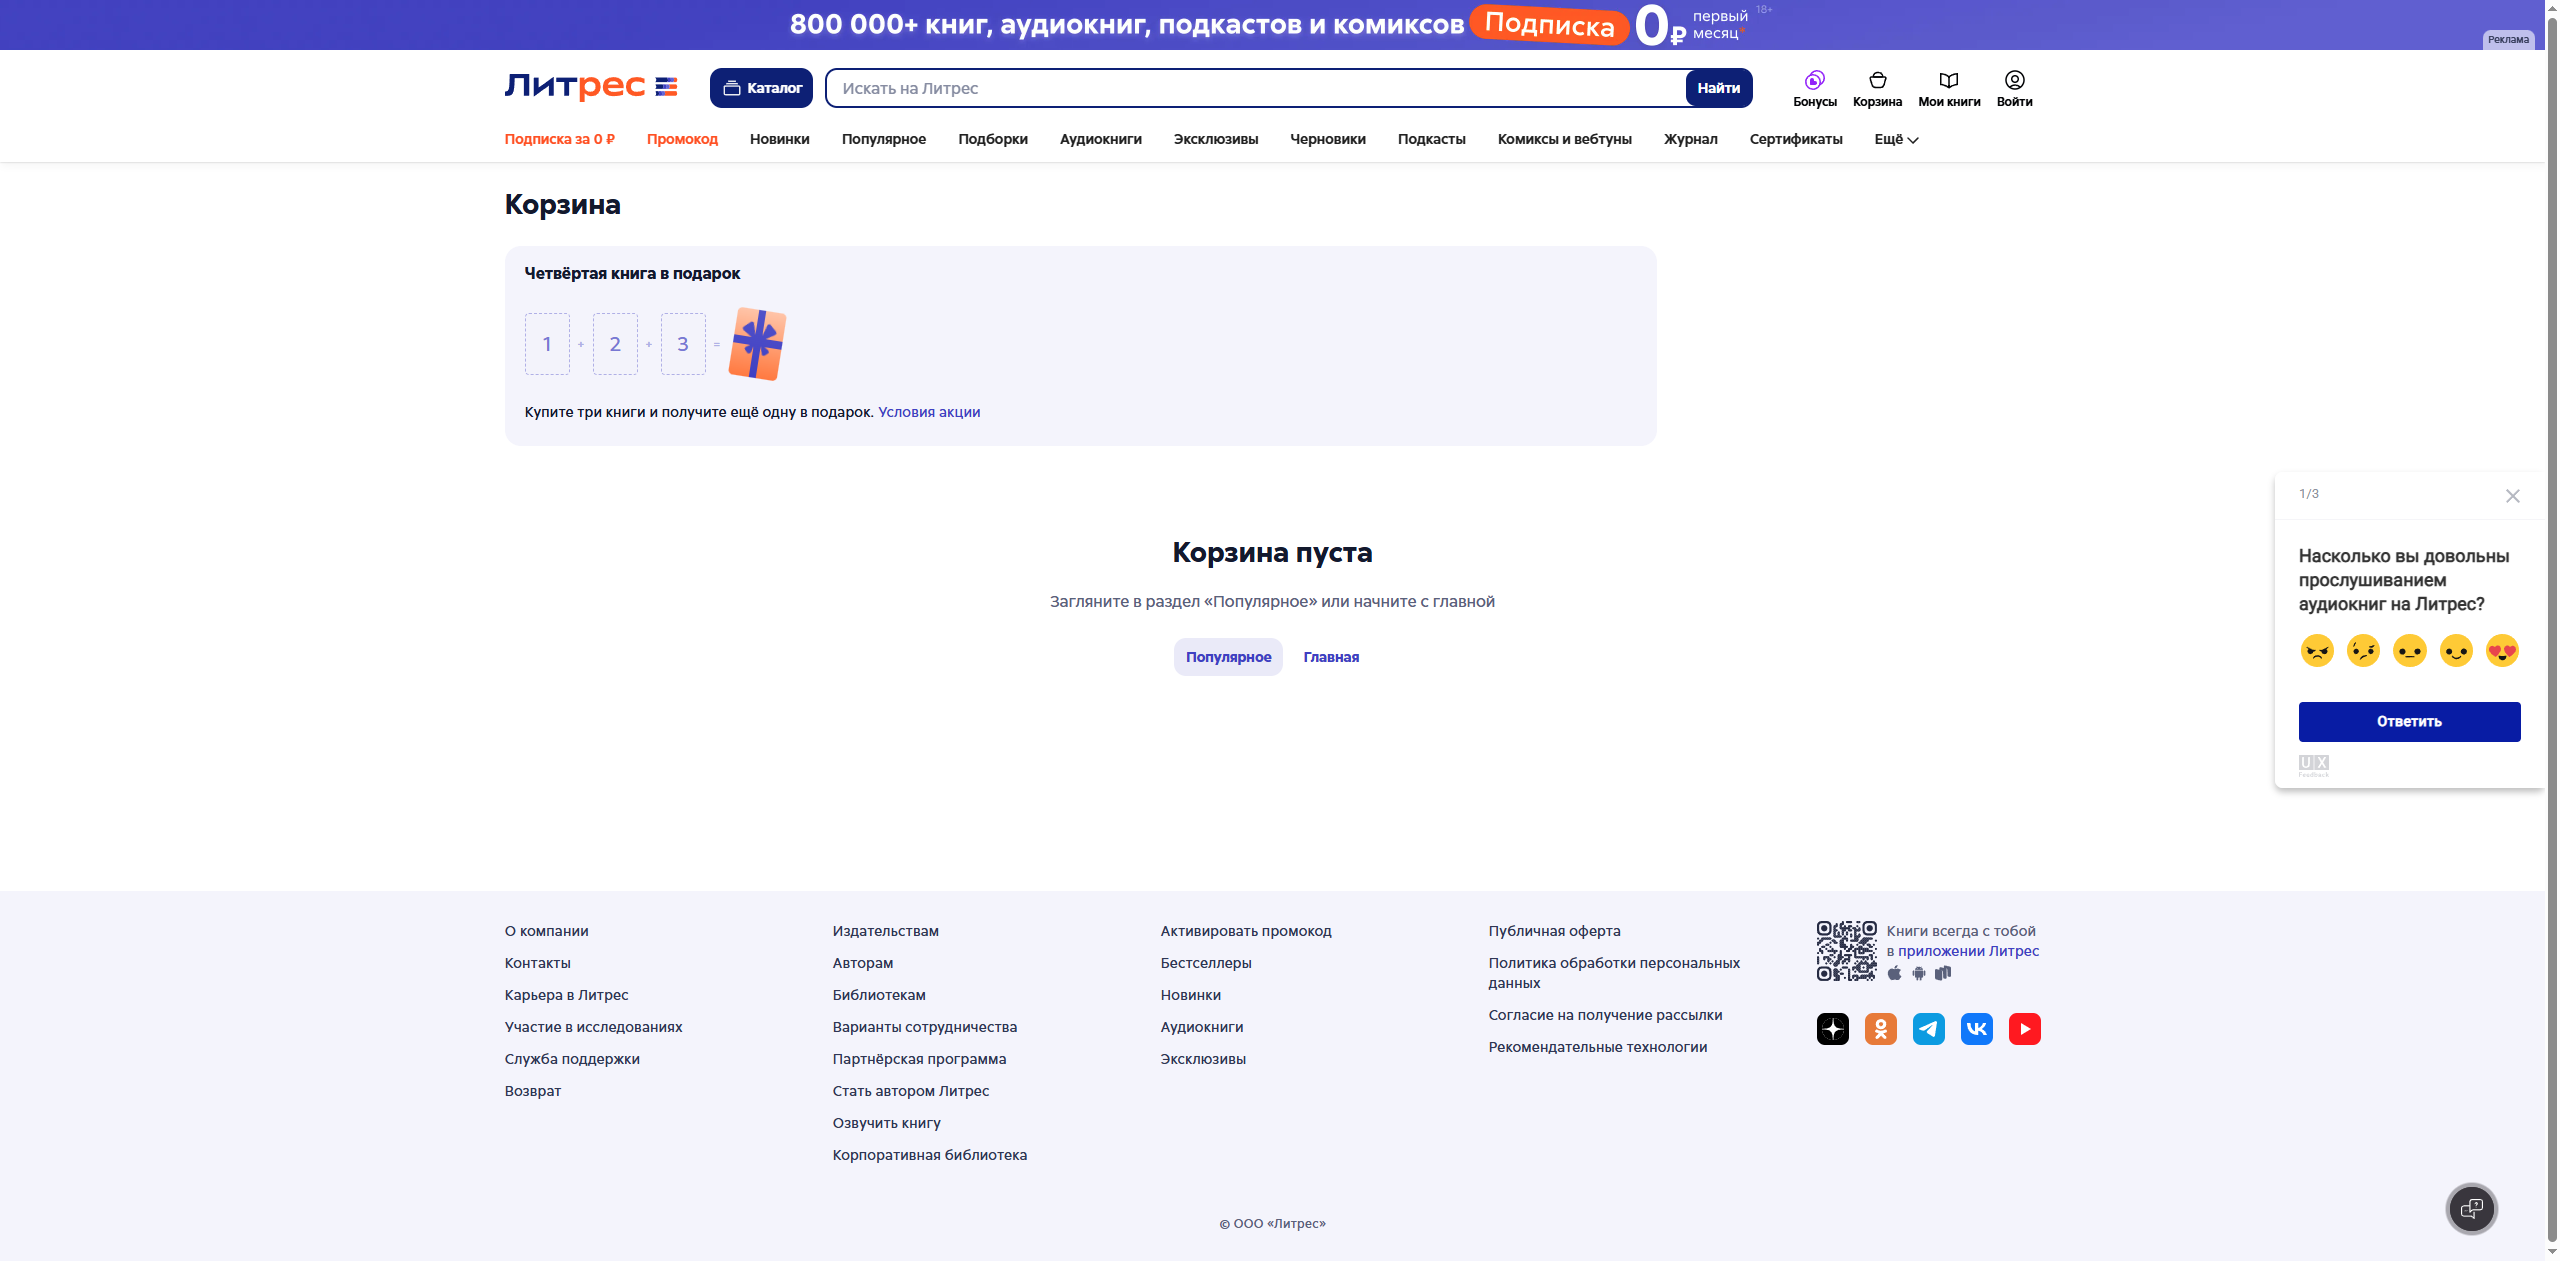 800 000+ книг, аудиокниг, подкастов и комиксов Подписка 0₽ первый месяц* 18+
Реклама
Литрес
Каталог
Искать на Литрес
Найти
Бонусы
Корзина
Мои книги
Войти
Подписка за 0 ₽
Промокод
Новинки
Популярное
Подборки
Аудиокниги
Эксклюзивы
Черновики
Подкасты
Комиксы и вебтуны
Журнал
Сертификаты
Ещё
Корзина
Четвёртая книга в подарок
1 + 2 + 3 =
Купите три книги и получите ещё одну в подарок. Условия акции
Корзина пуста
Загляните в раздел «Популярное» или начните с главной
Популярное
Главная
1/3
Насколько вы довольны
прослушиванием
аудиокниг на Литрес?
Ответить
UX
Feedback
О компании
Контакты
Карьера в Литрес
Участие в исследованиях
Служба поддержки
Возврат
Издательствам
Авторам
Библиотекам
Варианты сотрудничества
Партнёрская программа
Стать автором Литрес
Озвучить книгу
Корпоративная библиотека
Активировать промокод
Бестселлеры
Новинки
Аудиокниги
Эксклюзивы
Публичная оферта
Политика обработки персональных
данных
Согласие на получение рассылки
Рекомендательные технологии
Книги всегда с тобой
в приложении Литрес
© ООО «Литрес»